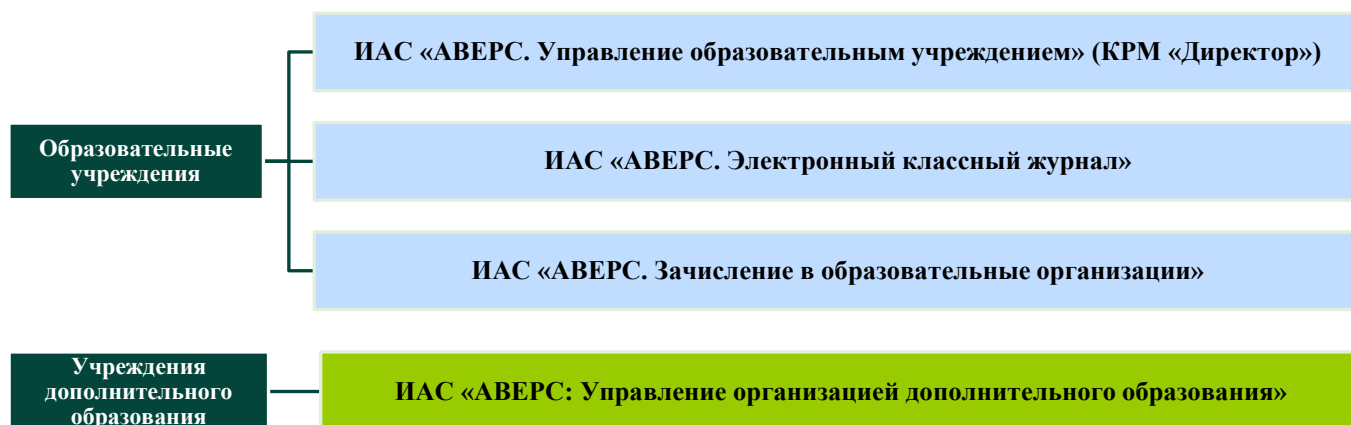 ИАС «АВЕРС. Управление образовательным учреждением» (КРМ «Директор»)
Образовательные
учреждения
ИАС «АВЕРС. Электронный классный журнал»
ИАС «АВЕРС. Зачисление в образовательные организации»
Учреждения
дополнительного
образования
ИАС «АВЕРС: Управление организацией дополнительного образования»